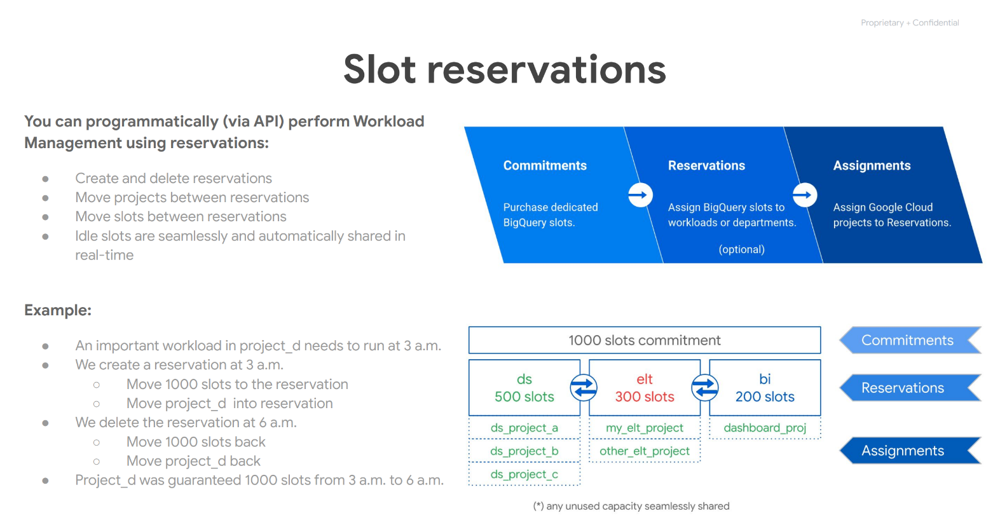 Proprietary + Confidential
Slot reservations
You can programmatically (via API) perform Workload
Management using reservations:
● Create and delete reservations
● Move projects between reservations
● Move slots between reservations
● Idle slots are seamlessly and automatically shared in
real-time
Example:
● An important workload in project_d needs to run at 3 a.m.
● We create a reservation at 3 a.m.
○ Move 1000 slots to the reservation
○ Move project_d into reservation
● We delete the reservation at 6 a.m.
○ Move 1000 slots back
○ Move project_d back
● Project_d was guaranteed 1000 slots from 3 a.m. to 6 a.m.
Commitments
Purchase dedicated
BigQuery slots.
Reservations
Assign BigQuery slots to
workloads or departments.
(optional)
Assignments
Assign Google Cloud
projects to Reservations.
1000 slots commitment
Commitments
ds
500 slots
elt
300 slots
bi
200 slots
Reservations
ds_project_a
ds_project_b
ds_project_c
my_elt_project
other_elt_project
dashboard_proj
Assignments
(*) any unused capacity seamlessly shared